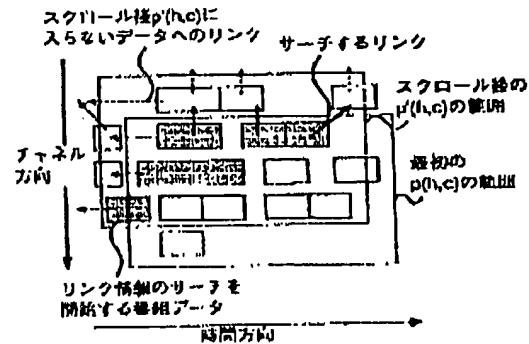 スクロール後p'(h,c)に
入らないデータへのリンク
サーチするリンク
スクロール後の
p'(h,c)の範囲
チャネル
方向
最初の
p(h,c)の範囲
リンク情報のサーチを
開始する番組データ
時間方向